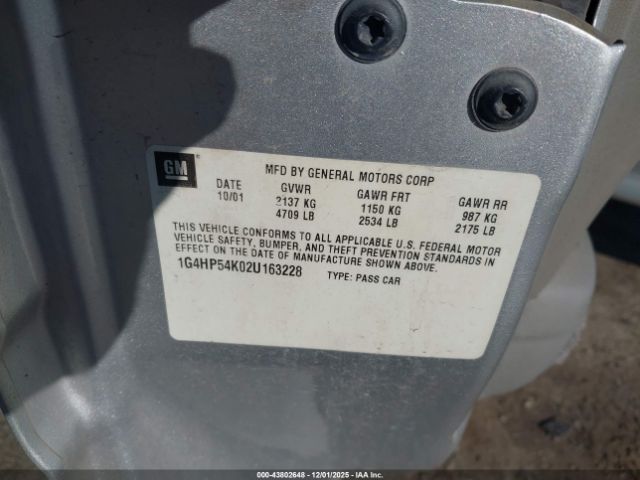 GM
MFD BY GENERAL MOTORS CORP
DATE GVWR GAWR FRT GAWR RR
10/01 2137 KG 1150 KG 987 KG
4709 LB 2534 LB 2175 LB
THIS VEHICLE CONFORMS TO ALL APPLICABLE U.S. FEDERAL MOTOR
VEHICLE SAFETY, BUMPER, AND THEFT PREVENTION STANDARDS IN
EFFECT ON THE DATE OF MANUFACTURE SHOWN ABOVE.
1G4HP54K02U163228 TYPE: PASS CAR
000-43802648 - 12/01/2025 - IAA Holdings, LLC.